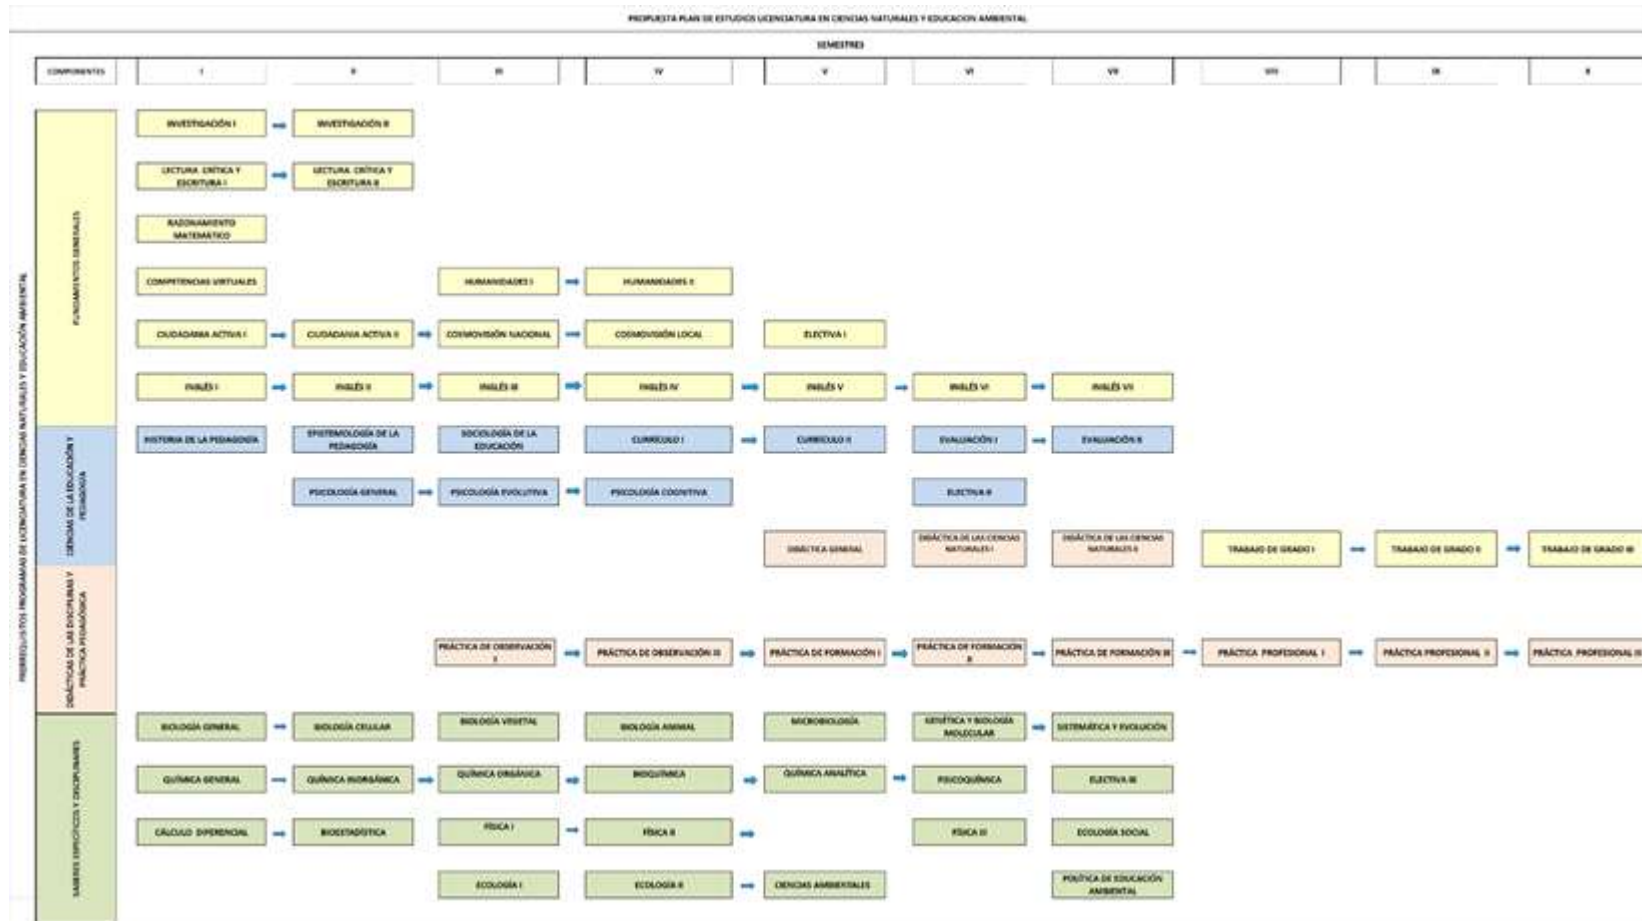 PROPUESTA PLAN DE ESTUDIOS LICENCIATURA EN CIENCIAS NATURALES Y EDUCACION AMBIENTAL
SEMESTRES
COMPONENTES I II III IV V VI VII VIII IX X
PRERREQUISITOS PROGRAMAS DE LICENCIATURA EN CIENCIAS NATURALES Y EDUCACIÓN AMBIENTAL
FUNDAMENTOS GENERALES
INVESTIGACIÓN I INVESTIGACIÓN II
LECTURA CRÍTICA Y
ESCRITURA I
LECTURA CRÍTICA Y
ESCRITURA II
RAZONAMIENTO
MATEMÁTICO
COMPETENCIAS VIRTUALES HUMANIDADES I HUMANIDADES II
CIUDADANIA ACTIVA I CIUDADANIA ACTIVA II COSMOVISIÓN NACIONAL COSMOVISIÓN LOCAL ELECTIVA I
INGLÉS I INGLÉS II INGLÉS III INGLÉS IV INGLÉS V INGLÉS VI INGLÉS VII
CIENCIAS DE LA EDUCACIÓN Y
PEDAGOGÍA
HISTORIA DE LA PEDAGOGÍA
EPISTEMOLOGÍA DE LA
PEDAGOGÍA
SOCIOLOGÍA DE LA
EDUCACIÓN
CURRÍCULO I CURRÍCULO II EVALUACIÓN I EVALUACIÓN II
PSICOLOGÍA GENERAL PSICOLOGÍA EVOLUTIVA PSICOLOGÍA COGNITIVA ELECTIVA II
DIDÁCTICA GENERAL
DIDÁCTICA DE LAS CIENCIAS
NATURALES I
DIDÁCTICA DE LAS CIENCIAS
NATURALES II
TRABAJO DE GRADO I TRABAJO DE GRADO II TRABAJO DE GRADO III
DIDÁCTICAS DE LAS DISCIPLINAS Y
PRÁCTICA PEDAGÓGICA
PRÁCTICA DE OBSERVACIÓN
I
PRÁCTICA DE OBSERVACIÓN III PRÁCTICA DE FORMACIÓN I
PRÁCTICA DE FORMACIÓN
II
PRÁCTICA DE FORMACIÓN III PRÁCTICA PROFESIONAL I PRÁCTICA PROFESIONAL II PRÁCTICA PROFESIONAL III
SABERES ESPECÍFICOS Y DISCIPLINARES
BIOLOGÍA GENERAL BIOLOGÍA CELULAR BIOLOGÍA VEGETAL BIOLOGÍA ANIMAL MICROBIOLOGÍA
GENÉTICA Y BIOLOGÍA
MOLECULAR
SISTEMÁTICA Y EVOLUCIÓN
QUÍMICA GENERAL QUÍMICA INORGÁNICA QUÍMICA ORGÁNICA BIOQUÍMICA QUÍMICA ANALÍTICA FISICOQUÍMICA ELECTIVA III
CÁLCULO DIFERENCIAL BIOESTADÍSTICA FÍSICA I FÍSICA II FÍSICA III ECOLOGÍA SOCIAL
ECOLOGÍA I ECOLOGÍA II CIENCIAS AMBIENTALES
POLÍTICA DE EDUCACIÓN
AMBIENTAL